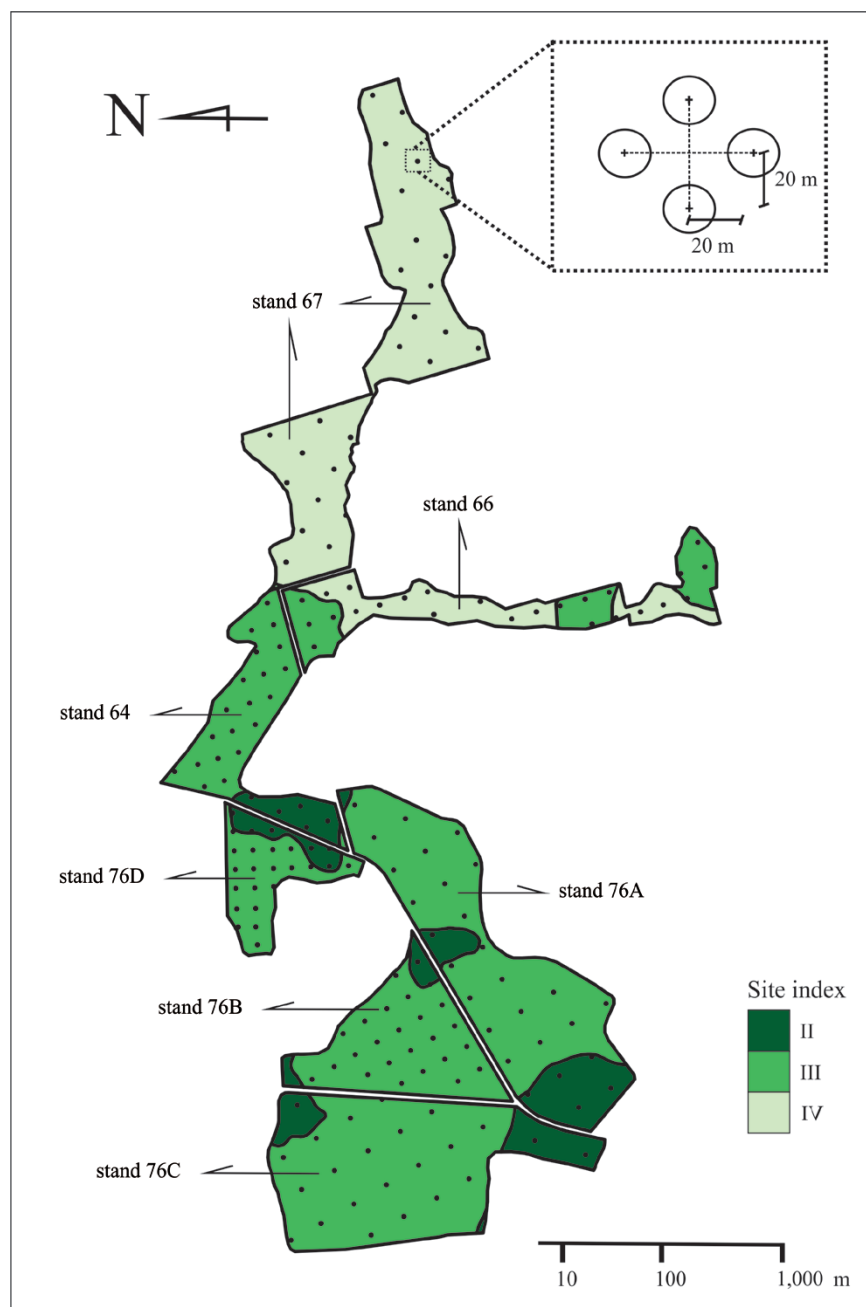 N
20 m
20 m
stand 67
stand 66
stand 64
stand 76D
stand 76A
stand 76B
Site index
II
III
IV
stand 76C
10 100 1,000 m